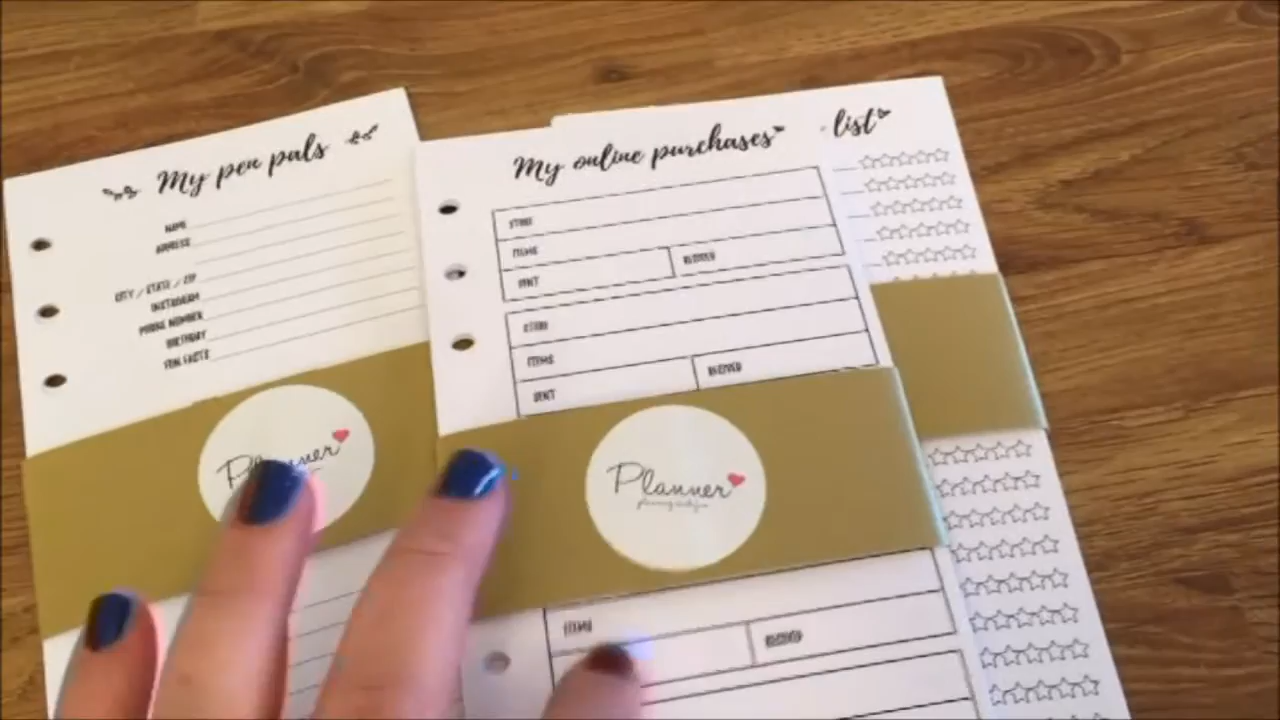 My pen pals
NAME
ADDRESS
CITY / STATE / ZIP
INSTAGRAM
PHONE NUMBER
BIRTHDAY
FUN FACTS
My online purchases
STORE
ITEMS
SENT
RECEIVED
STORE
ITEMS
SENT
RECEIVED
Planner
ITEMS
RECEIVED
list